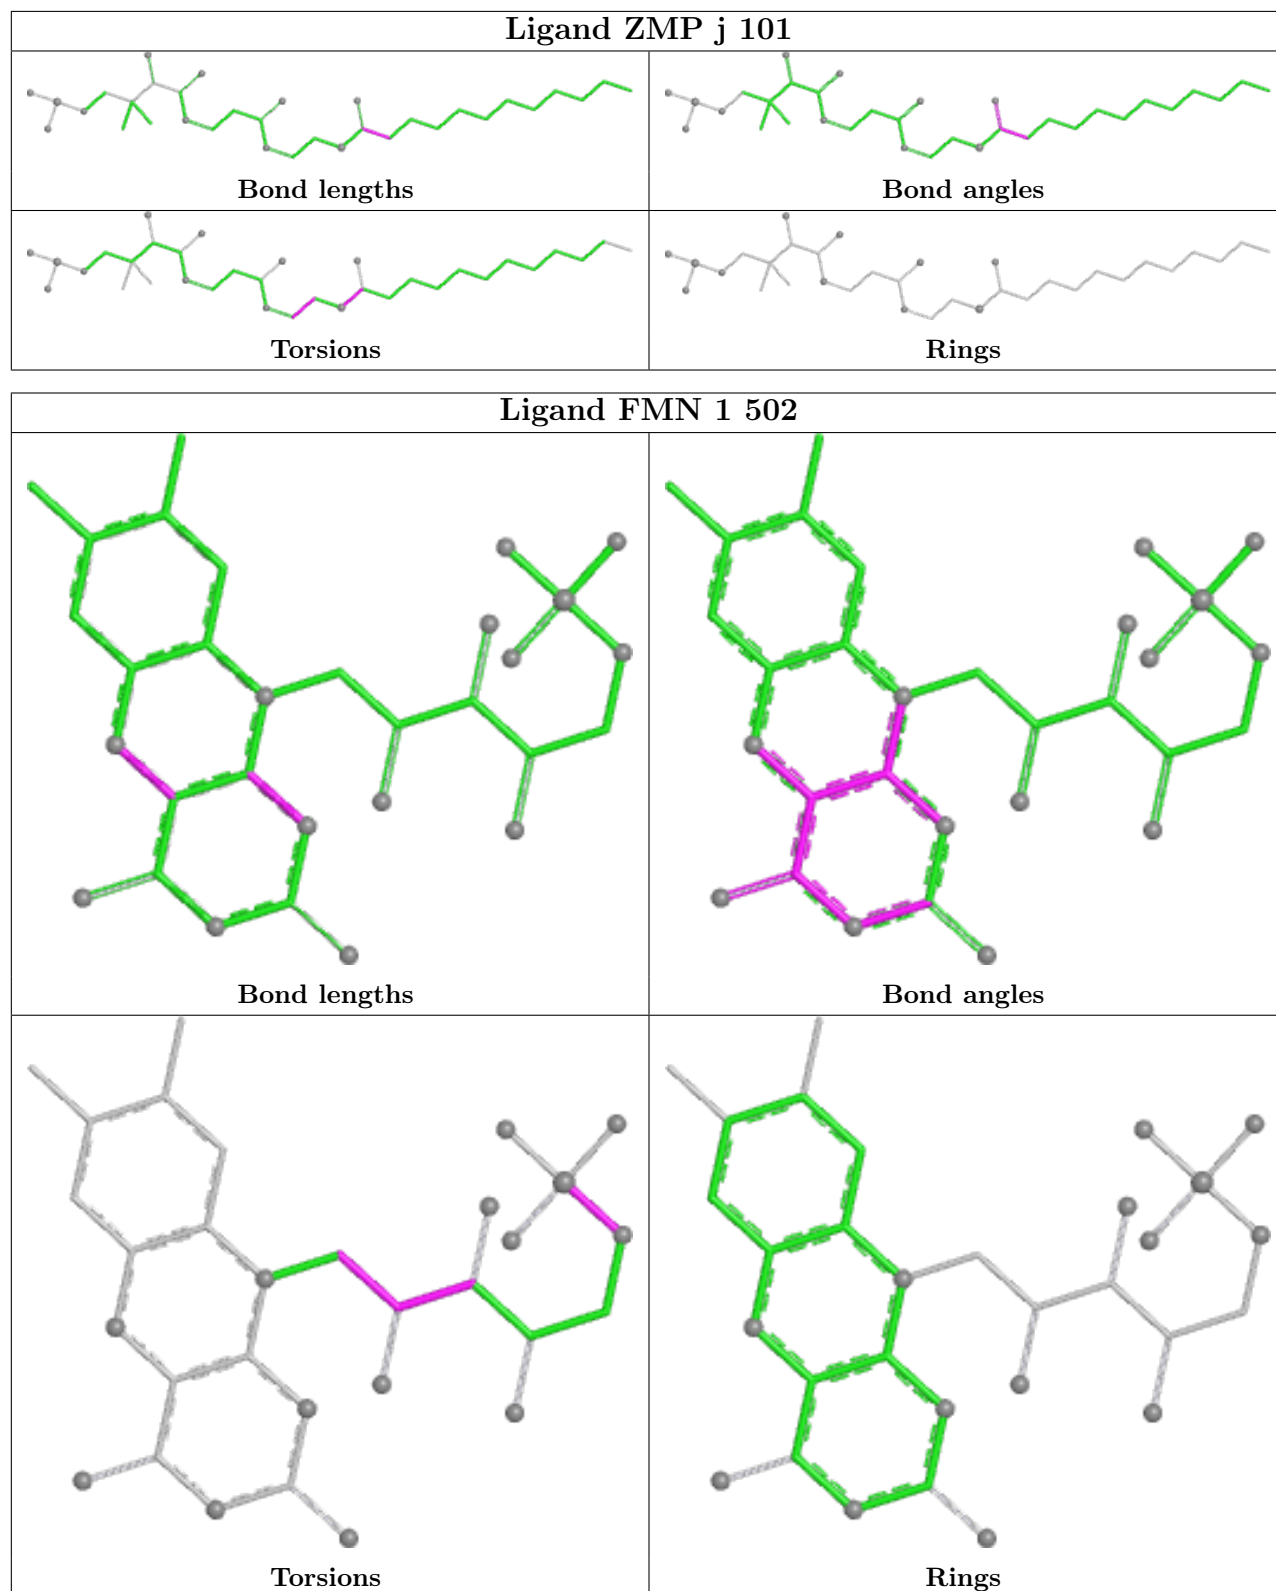 Ligand ZMP j 101
Bond lengths
Bond angles
Torsions
Rings
Ligand FMN 1 502
Bond lengths
Bond angles
Torsions
Rings